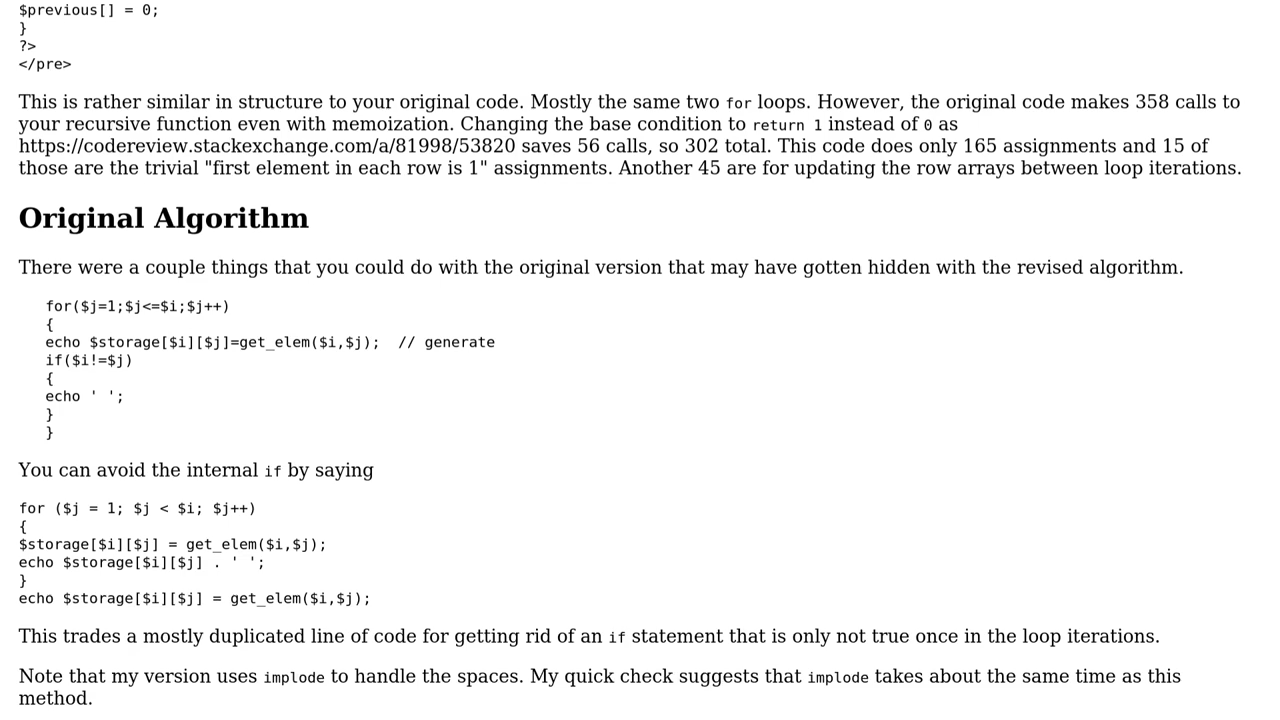 $previous[] = 0;
}
?>
</pre>
This is rather similar in structure to your original code. Mostly the same two for loops. However, the original code makes 358 calls to
your recursive function even with memoization. Changing the base condition to return 1 instead of 0 as
https://codereview.stackexchange.com/a/81998/53820 saves 56 calls, so 302 total. This code does only 165 assignments and 15 of
those are the trivial "first element in each row is 1" assignments. Another 45 are for updating the row arrays between loop iterations.
Original Algorithm
There were a couple things that you could do with the original version that may have gotten hidden with the revised algorithm.
for($j=1;$j<=$i;$j++)
{
echo $storage[$i][$j]=get_elem($i,$j);  // generate
if($i!=$j)
{
echo ' ';
}
}
You can avoid the internal if by saying
for ($j = 1; $j < $i; $j++)
{
$storage[$i][$j] = get_elem($i,$j);
echo $storage[$i][$j] . ' ';
}
echo $storage[$i][$j] = get_elem($i,$j);
This trades a mostly duplicated line of code for getting rid of an if statement that is only not true once in the loop iterations.
Note that my version uses implode to handle the spaces. My quick check suggests that implode takes about the same time as this
method.